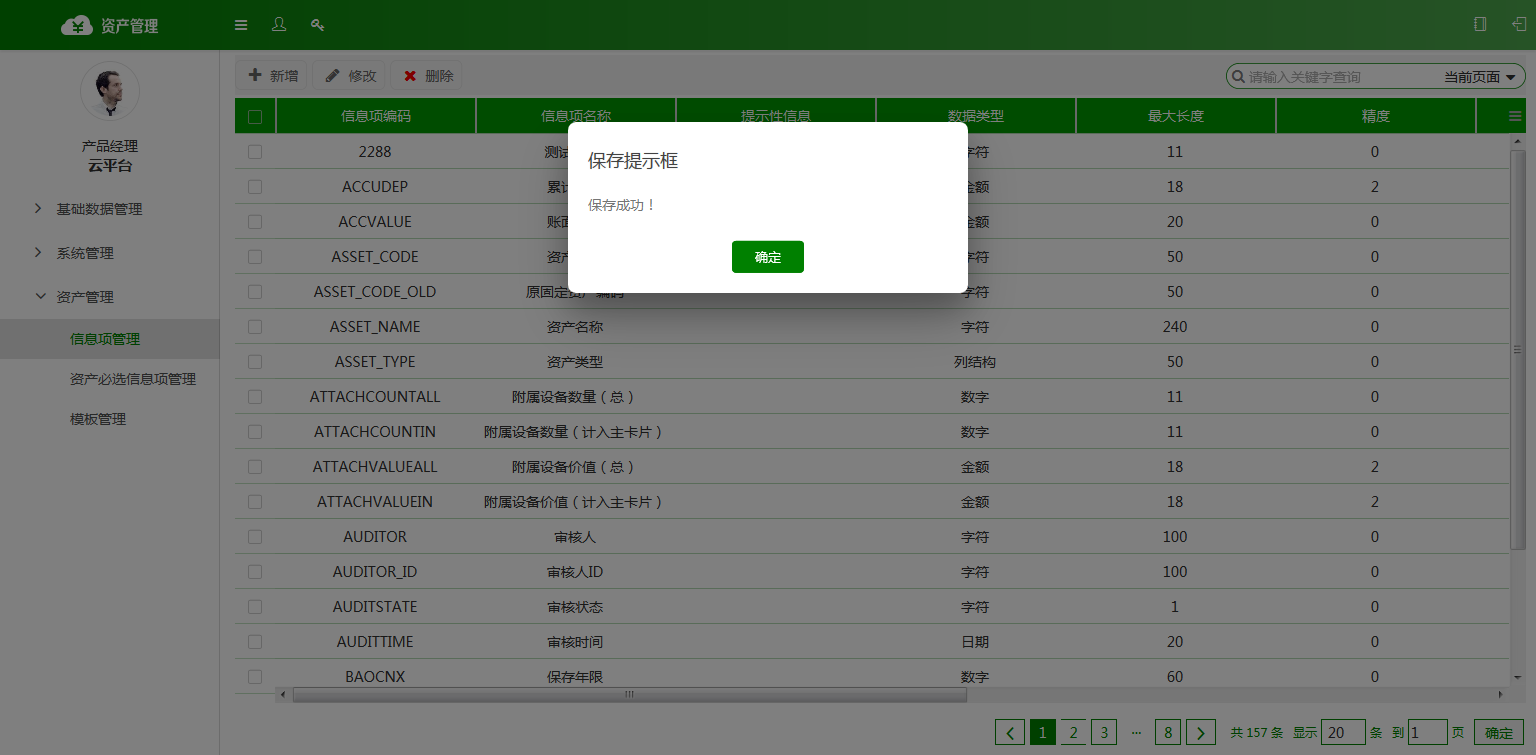 资产管理
新增 修改 删除
请输入关键字查询 当前页面
产品经理
云平台
基础数据管理
系统管理
资产管理
信息项管理
资产必选信息项管理
模板管理
信息项编码 信息项名称 提示性信息 数据类型 最大长度 精度
保存提示框
保存成功！
确定
2288 测试 字符 11 0
ACCUDEP 累计 金额 18 2
ACCVALUE 账面 金额 20 0
ASSET_CODE 资产 字符 50 0
ASSET_CODE_OLD 原固定资产编码 字符 50 0
ASSET_NAME 资产名称 字符 240 0
ASSET_TYPE 资产类型 列结构 50 0
ATTACHCOUNTALL 附属设备数量（总） 数字 11 0
ATTACHCOUNTIN 附属设备数量（计入主卡片） 数字 11 0
ATTACHVALUEALL 附属设备价值（总） 金额 18 2
ATTACHVALUEIN 附属设备价值（计入主卡片） 金额 18 2
AUDITOR 审核人 字符 100 0
AUDITOR_ID 审核人ID 字符 100 0
AUDITSTATE 审核状态 字符 1 0
AUDITTIME 审核时间 日期 20 0
BAOCNX 保存年限 数字 60 0
1 2 3 ··· 8 共 157 条 显示 20 条 到 1 页 确定